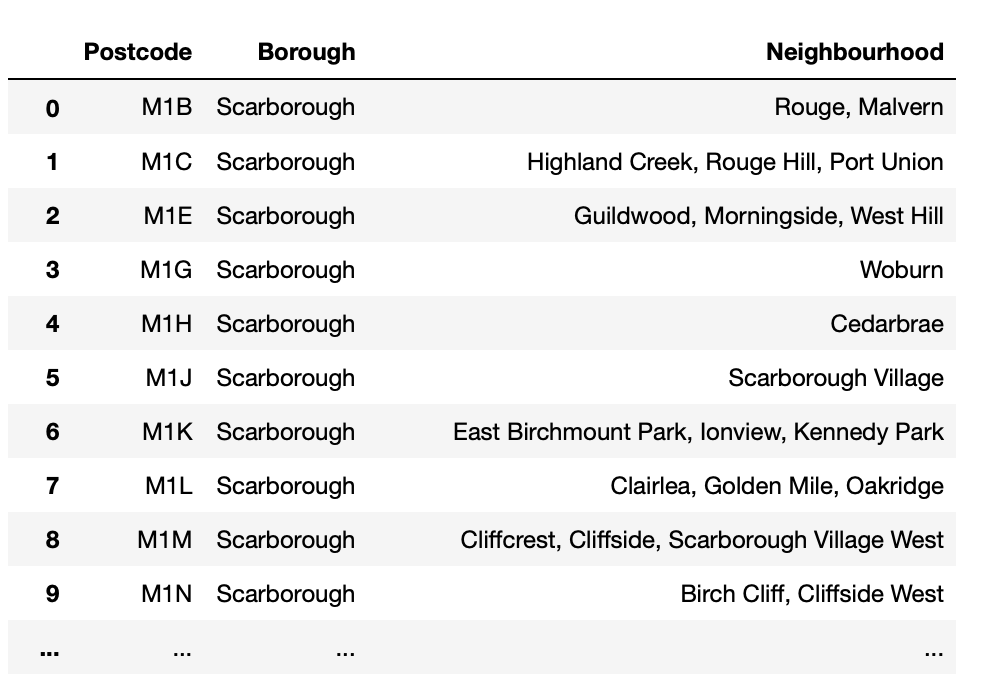 Postcode Borough Neighbourhood
0 M1B Scarborough Rouge, Malvern
1 M1C Scarborough Highland Creek, Rouge Hill, Port Union
2 M1E Scarborough Guildwood, Morningside, West Hill
3 M1G Scarborough Woburn
4 M1H Scarborough Cedarbrae
5 M1J Scarborough Scarborough Village
6 M1K Scarborough East Birchmount Park, Ionview, Kennedy Park
7 M1L Scarborough Clairlea, Golden Mile, Oakridge
8 M1M Scarborough Cliffcrest, Cliffside, Scarborough Village West
9 M1N Scarborough Birch Cliff, Cliffside West
... ... ... ...